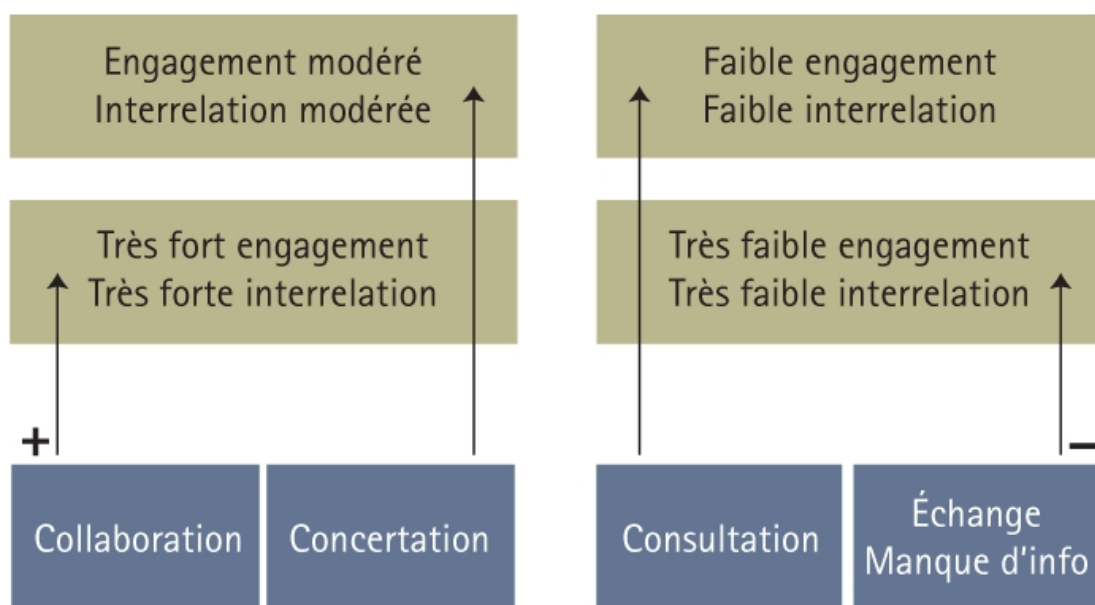 Engagement modéré
Interrelation modérée
Faible engagement
Faible interrelation
Très fort engagement
Très forte interrelation
Très faible engagement
Très faible interrelation
+
–
Collaboration
Concertation
Consultation
Échange
Manque d'info